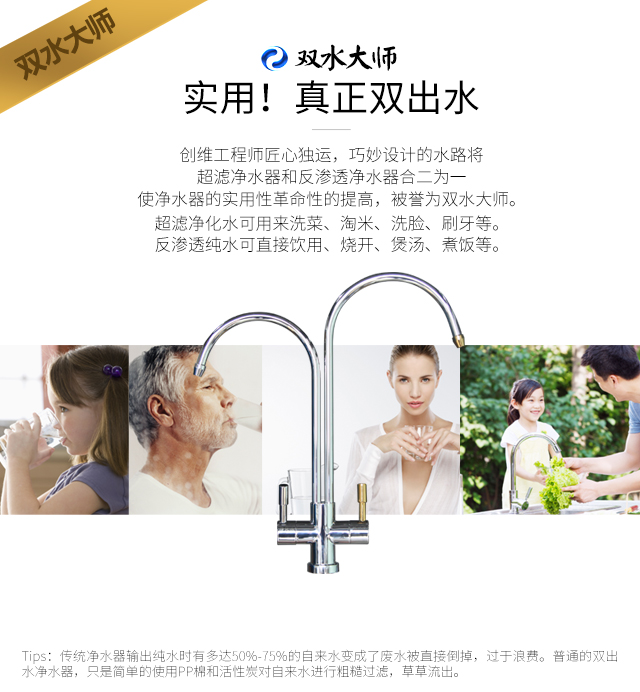 双水大师
双水大师
实用！真正双出水
创维工程师匠心独运，巧妙设计的水路将
超滤净水器和反渗透净水器合二为一
使净水器的实用性革命性的提高，被誉为双水大师。
超滤净化水可用来洗菜、淘米、洗脸、刷牙等。
反渗透纯水可直接饮用、烧开、煲汤、煮饭等。
Tips：传统净水器输出纯水时有多达50%-75%的自来水变成了废水被直接倒掉，过于浪费。普通的双出
水净水器，只是简单的使用PP棉和活性炭对自来水进行粗糙过滤，草草流出。